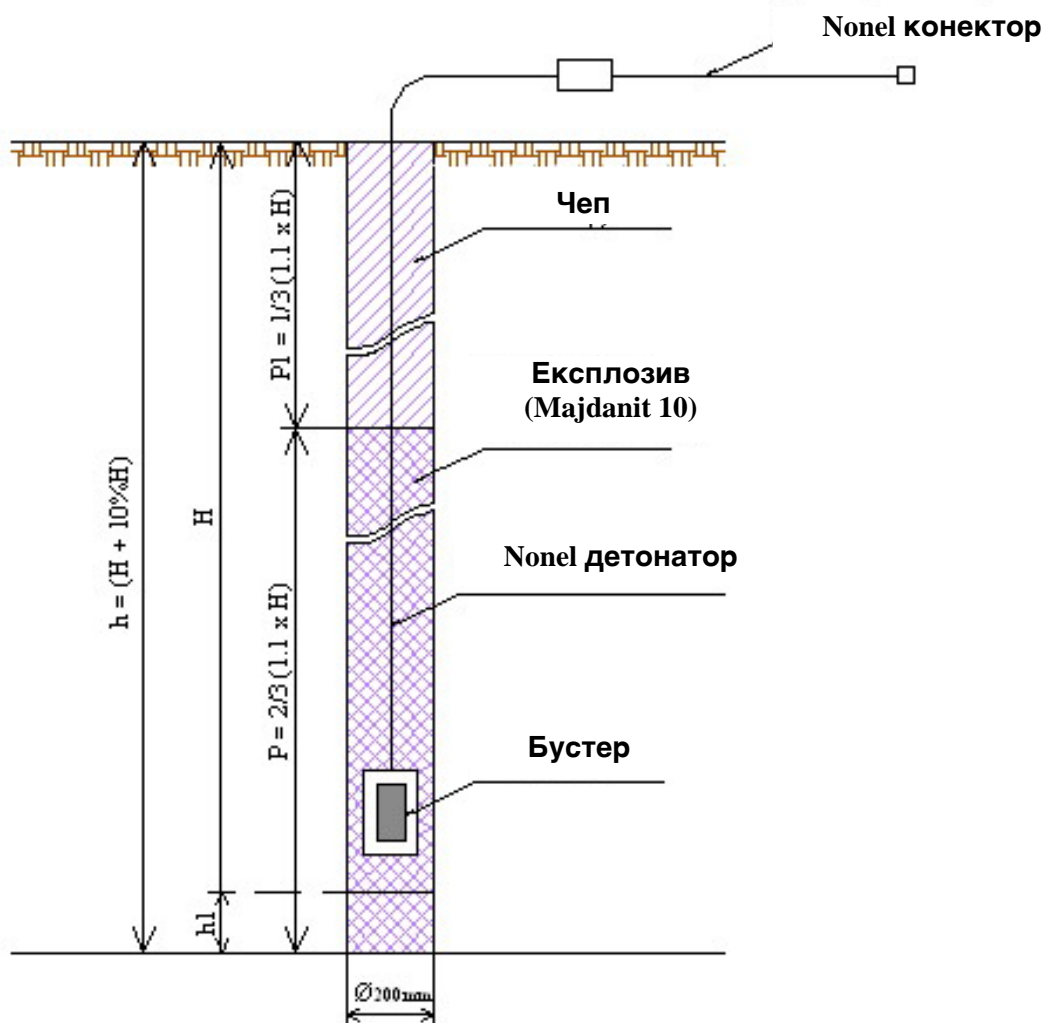 Nonel конектор
Чеп
Експлозив
(Majdanit 10)
Nonel детонатор
Бустер
h = (H + 10%H)
H
P1 = 1/3 (1.1 x H)
P = 2/3 (1.1 x H)
h1
Ø200mm